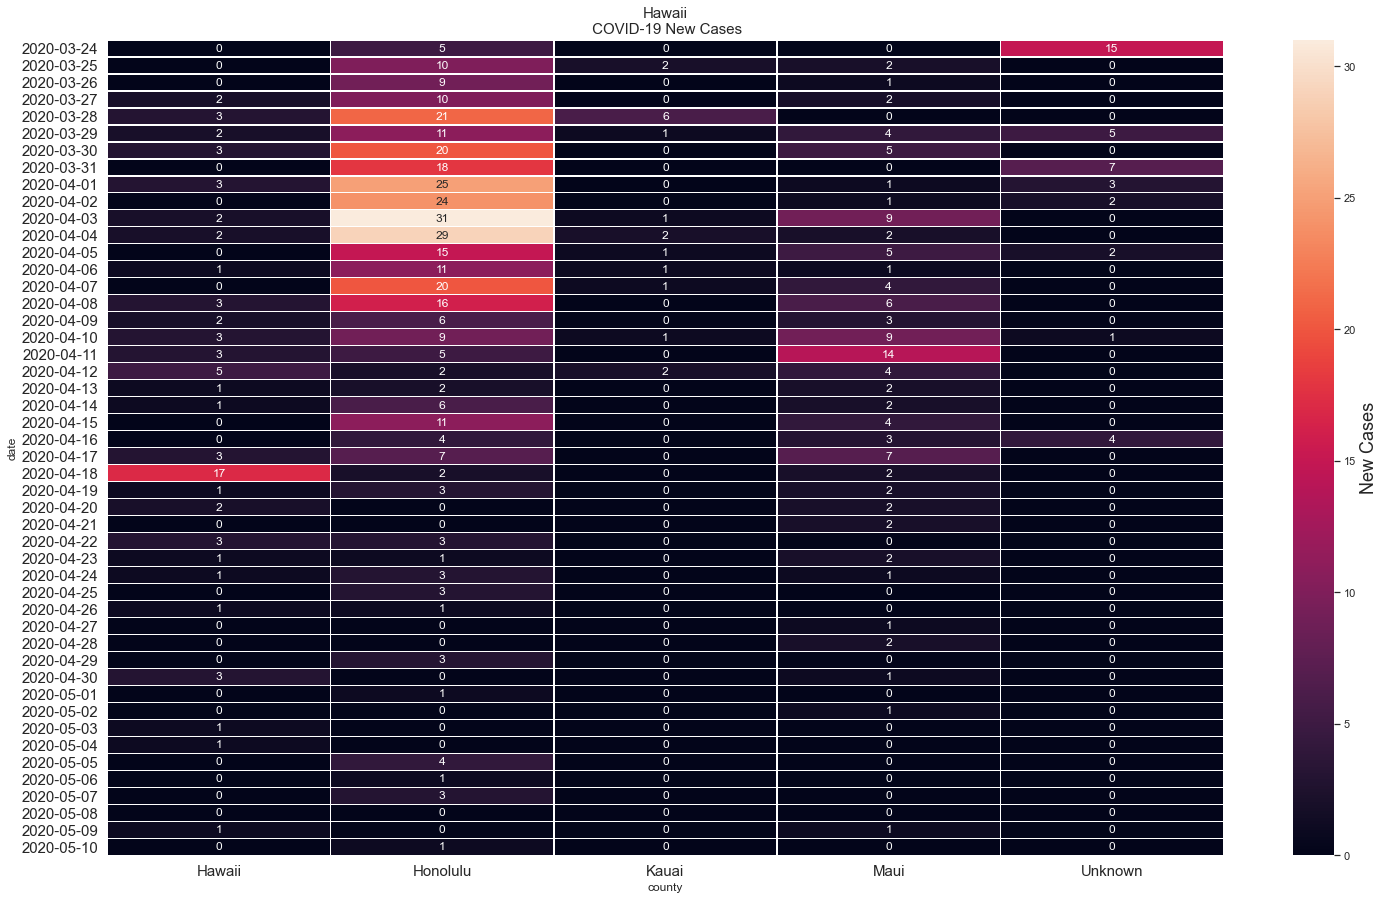 Hawaii
COVID-19 New Cases
2020-03-24 0 5 0 0 15
2020-03-25 0 10 2 2 0
2020-03-26 0 9 0 1 0
2020-03-27 2 10 0 2 0
2020-03-28 3 21 6 0 0
2020-03-29 2 11 1 4 5
2020-03-30 3 20 0 5 0
2020-03-31 0 18 0 0 7
2020-04-01 3 25 0 1 3
2020-04-02 0 24 0 1 2
2020-04-03 2 31 1 9 0
2020-04-04 2 29 2 2 0
2020-04-05 0 15 1 5 2
2020-04-06 1 11 1 1 0
2020-04-07 0 20 1 4 0
2020-04-08 3 16 0 6 0
2020-04-09 2 6 0 3 0
2020-04-10 3 9 1 9 1
2020-04-11 3 5 0 14 0
2020-04-12 5 2 2 4 0
2020-04-13 1 2 0 2 0
2020-04-14 1 6 0 2 0
2020-04-15 0 11 0 4 0
2020-04-16 0 4 0 3 4
2020-04-17 3 7 0 7 0
2020-04-18 17 2 0 2 0
2020-04-19 1 3 0 2 0
2020-04-20 2 0 0 2 0
2020-04-21 0 0 0 2 0
2020-04-22 3 3 0 0 0
2020-04-23 1 1 0 2 0
2020-04-24 1 3 0 1 0
2020-04-25 0 3 0 0 0
2020-04-26 1 1 0 0 0
2020-04-27 0 0 0 1 0
2020-04-28 0 0 0 2 0
2020-04-29 0 3 0 0 0
2020-04-30 3 0 0 1 0
2020-05-01 0 1 0 0 0
2020-05-02 0 0 0 1 0
2020-05-03 1 0 0 0 0
2020-05-04 1 0 0 0 0
2020-05-05 0 4 0 0 0
2020-05-06 0 1 0 0 0
2020-05-07 0 3 0 0 0
2020-05-08 0 0 0 0 0
2020-05-09 1 0 0 1 0
2020-05-10 0 1 0 0 0
Hawaii Honolulu Kauai Maui Unknown
county
date
30
25
20
15
10
5
0
New Cases